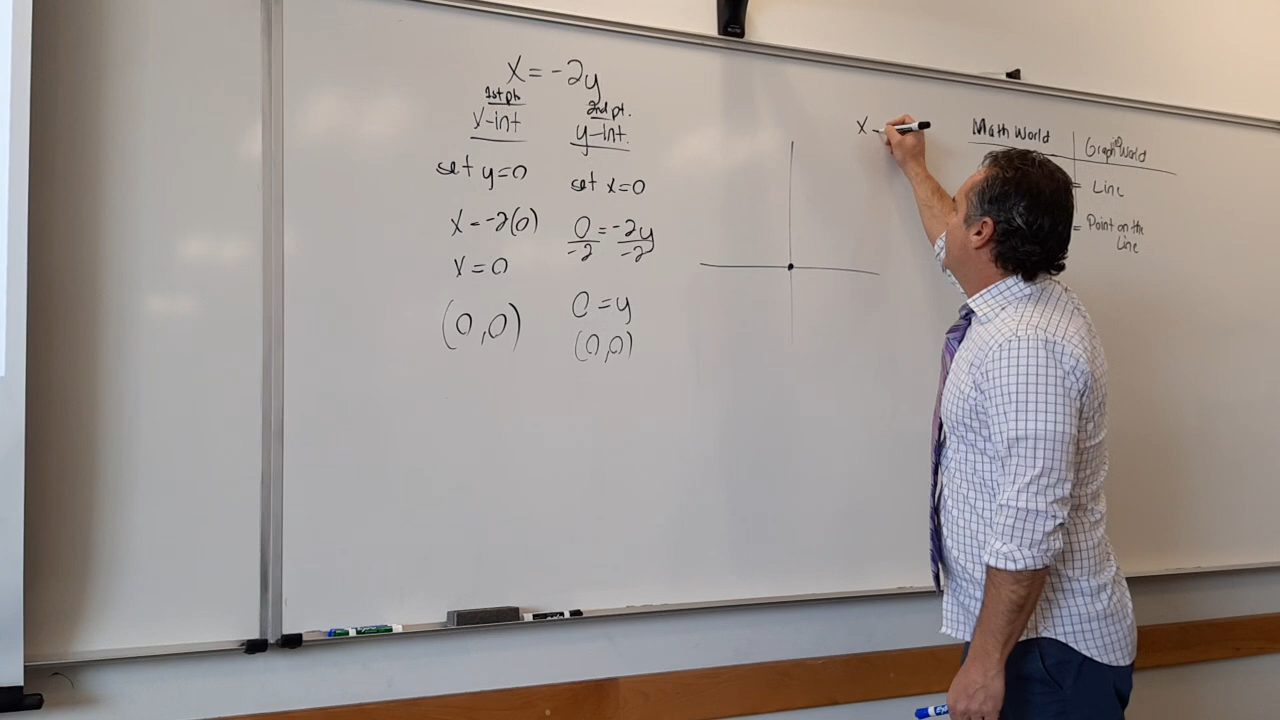 x = -2y
1st pt.
x-int
set y=0
x = -2(0)
x = 0
(0,0)
2nd pt.
y-int.
set x=0
0 = -2y
-2 -2
0 = y
(0,0)
x -
Math World
Graph World
= Line
= Point on the
Line